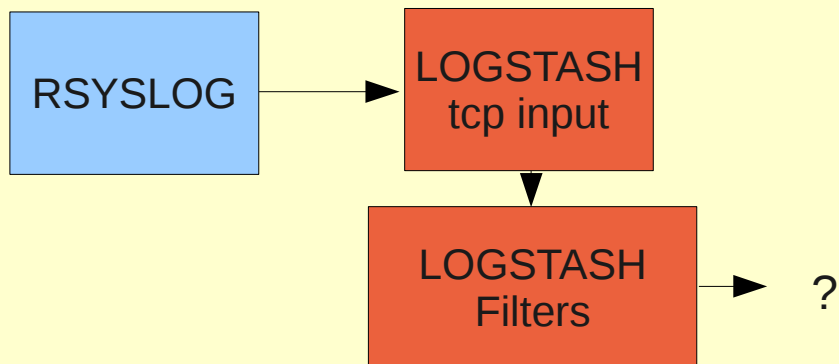 RSYSLOG
LOGSTASH
tcp input
LOGSTASH
Filters
?